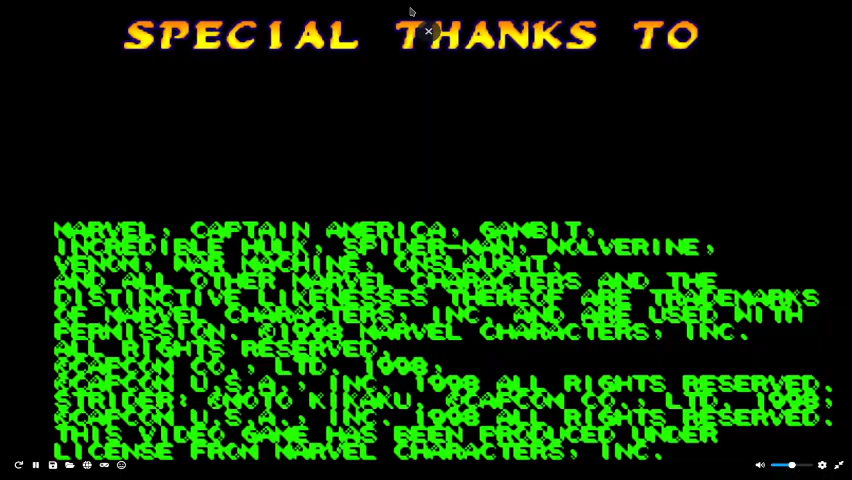 SPECIAL THANKS TO
MARVEL, CAPTAIN AMERICA, GAMBIT,
INCREDIBLE HULK, SPIDER-MAN, WOLVERINE,
VENOM, WAR MACHINE, ONSLAUGHT,
AND ALL OTHER MARVEL CHARACTERS AND THE
DISTINCTIVE LIKENESSES THEREOF ARE TRADEMARKS
OF MARVEL CHARACTERS, INC. AND ARE USED WITH
PERMISSION. ©1998 MARVEL CHARACTERS, INC.
ALL RIGHTS RESERVED.
©CAPCOM CO., LTD. 1998,
©CAPCOM U.S.A., INC. 1998 ALL RIGHTS RESERVED.
STRIDER: ©MOTO KIKAKU, ©CAPCOM CO., LTD. 1998,
©CAPCOM U.S.A., INC. 1998 ALL RIGHTS RESERVED.
THIS VIDEO GAME HAS BEEN PRODUCED UNDER
LICENSE FROM MARVEL CHARACTERS, INC.